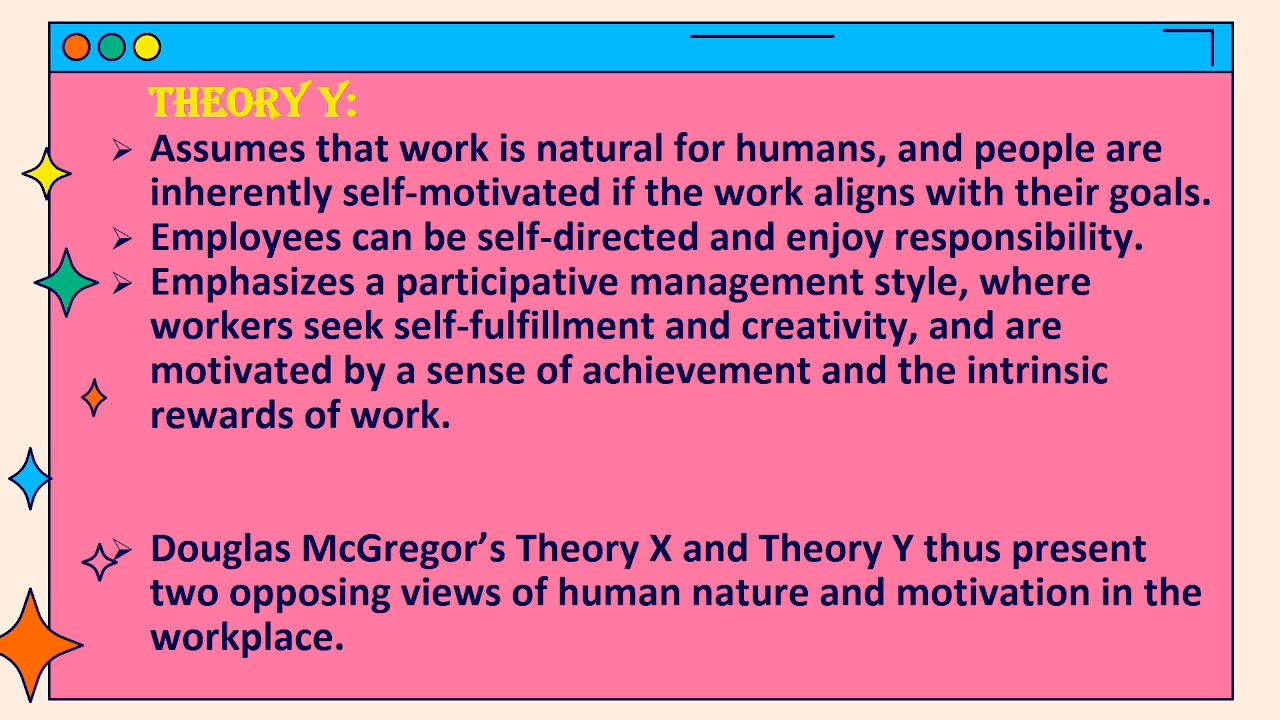 THEORY Y:
➢ Assumes that work is natural for humans, and people are
inherently self-motivated if the work aligns with their goals.
➢ Employees can be self-directed and enjoy responsibility.
➢ Emphasizes a participative management style, where
workers seek self-fulfillment and creativity, and are
motivated by a sense of achievement and the intrinsic
rewards of work.
➢ Douglas McGregor’s Theory X and Theory Y thus present
two opposing views of human nature and motivation in the
workplace.